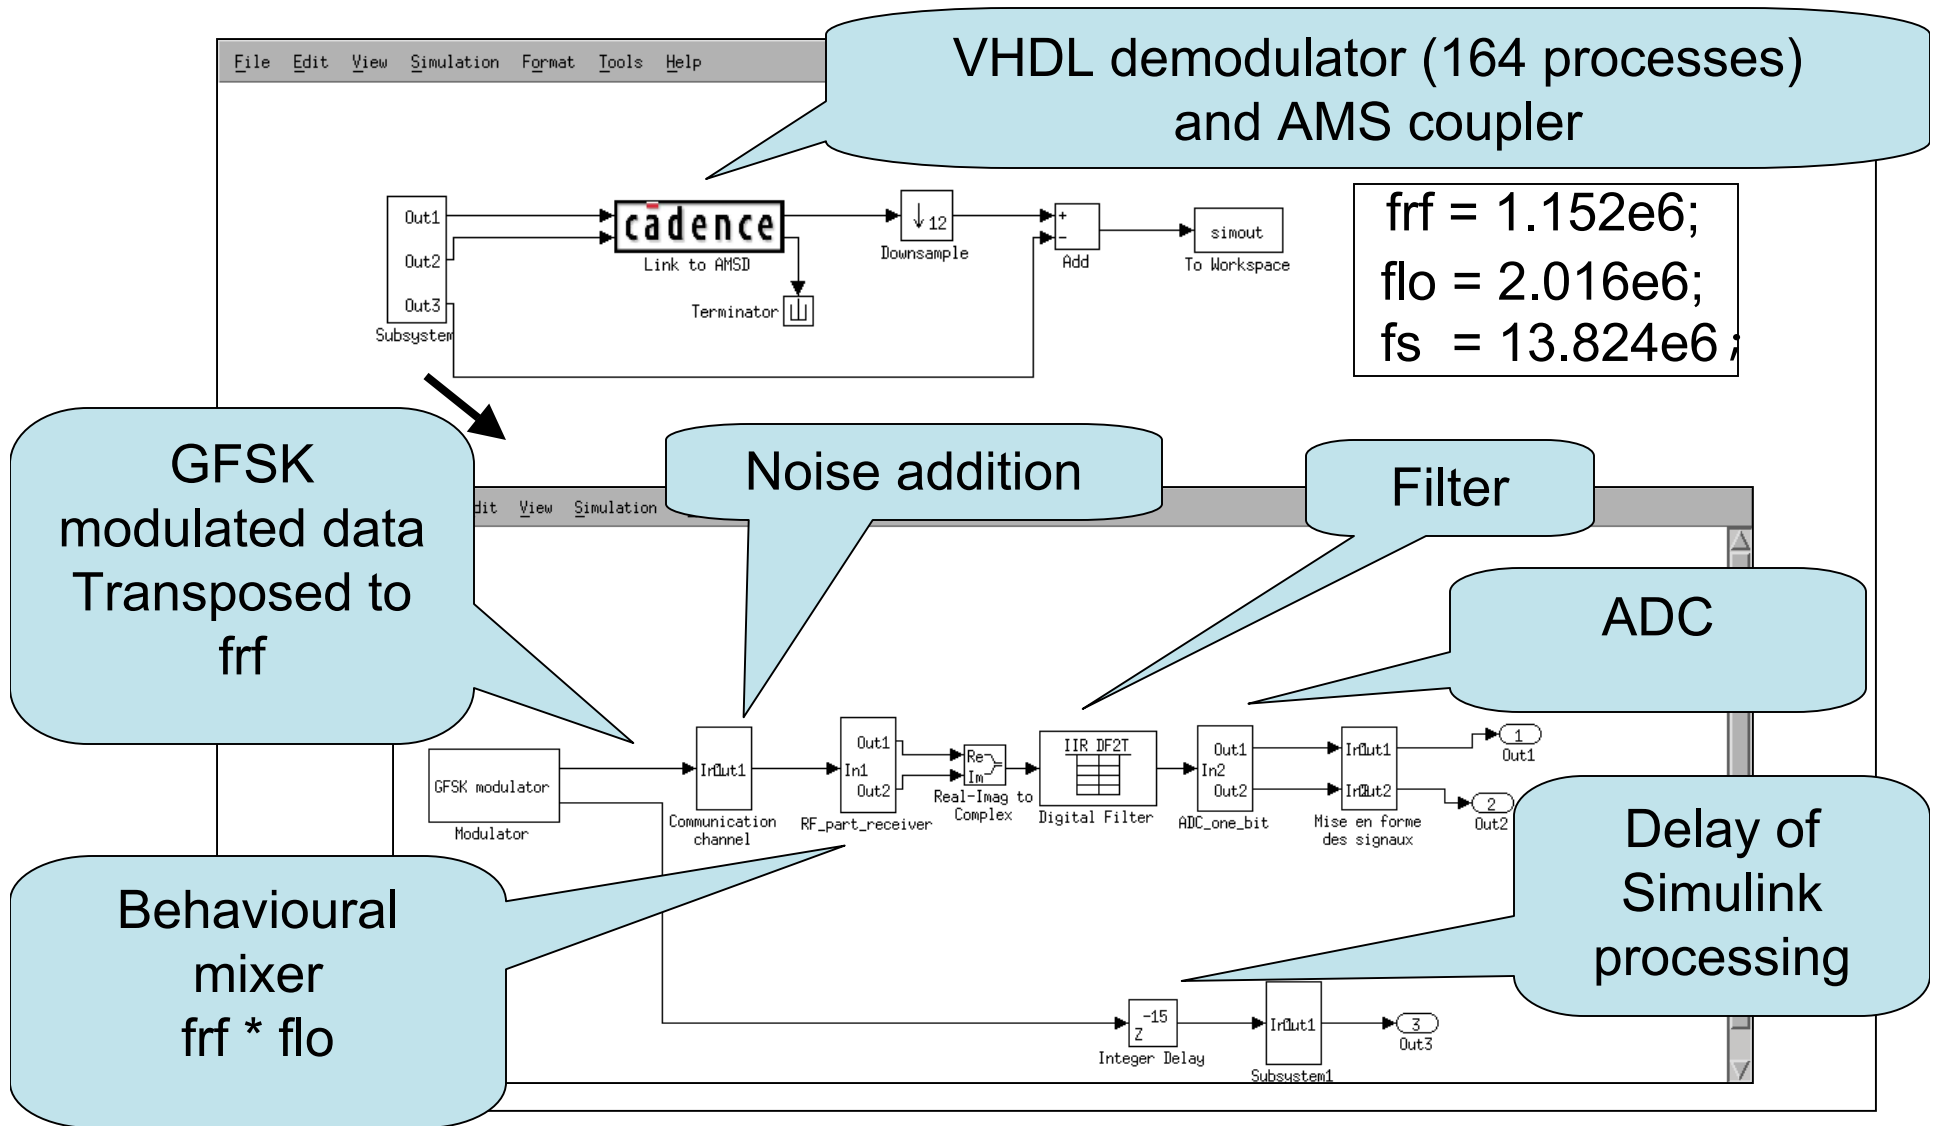 VHDL demodulator (164 processes)
and AMS coupler
File Edit View Simulation Format Tools Help
Out1
Out2
Out3
Subsystem
cādence
Link to AMSD
Terminator
↓12
Downsample
+
−
Add
simout
To Workspace
frf = 1.152e6;
flo = 2.016e6;
fs = 13.824e6;
GFSK
modulated data
Transposed to
frf
Noise addition
Filter
ADC
dit View Simulation
GFSK modulator
Modulator
Out1
Communication
channel
Out1
In1
Out2
RF_part_receiver
Re
Im
Real-Imag to
Complex
IIR DF2T
Digital Filter
Out1
In2
Out2
ADC_one_bit
Out1
Out2
Mise en forme
des signaux
1
Out1
2
Out2
Behavioural
mixer
frf * flo
Delay of
Simulink
processing
Z -15
Integer Delay
Out1
Subsystem1
3
Out3